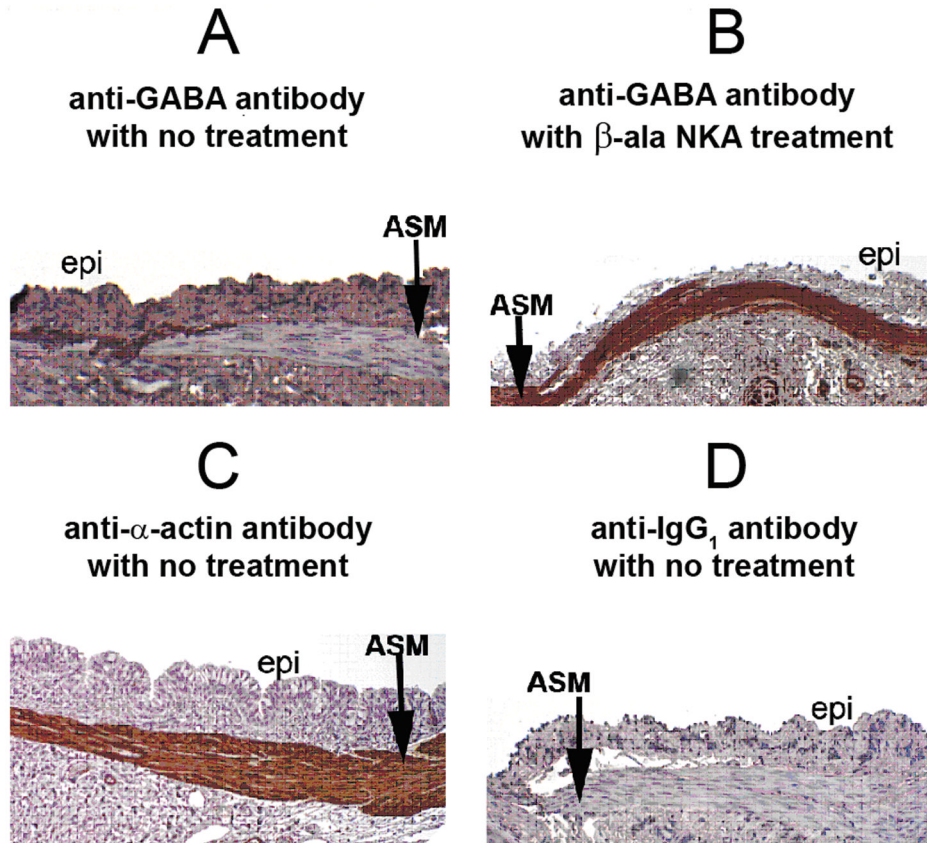 A
anti-GABA antibody
with no treatment
ASM
epi
B
anti-GABA antibody
with β-ala NKA treatment
epi
ASM
C
anti-α-actin antibody
with no treatment
ASM
epi
D
anti-IgG₁ antibody
with no treatment
ASM
epi